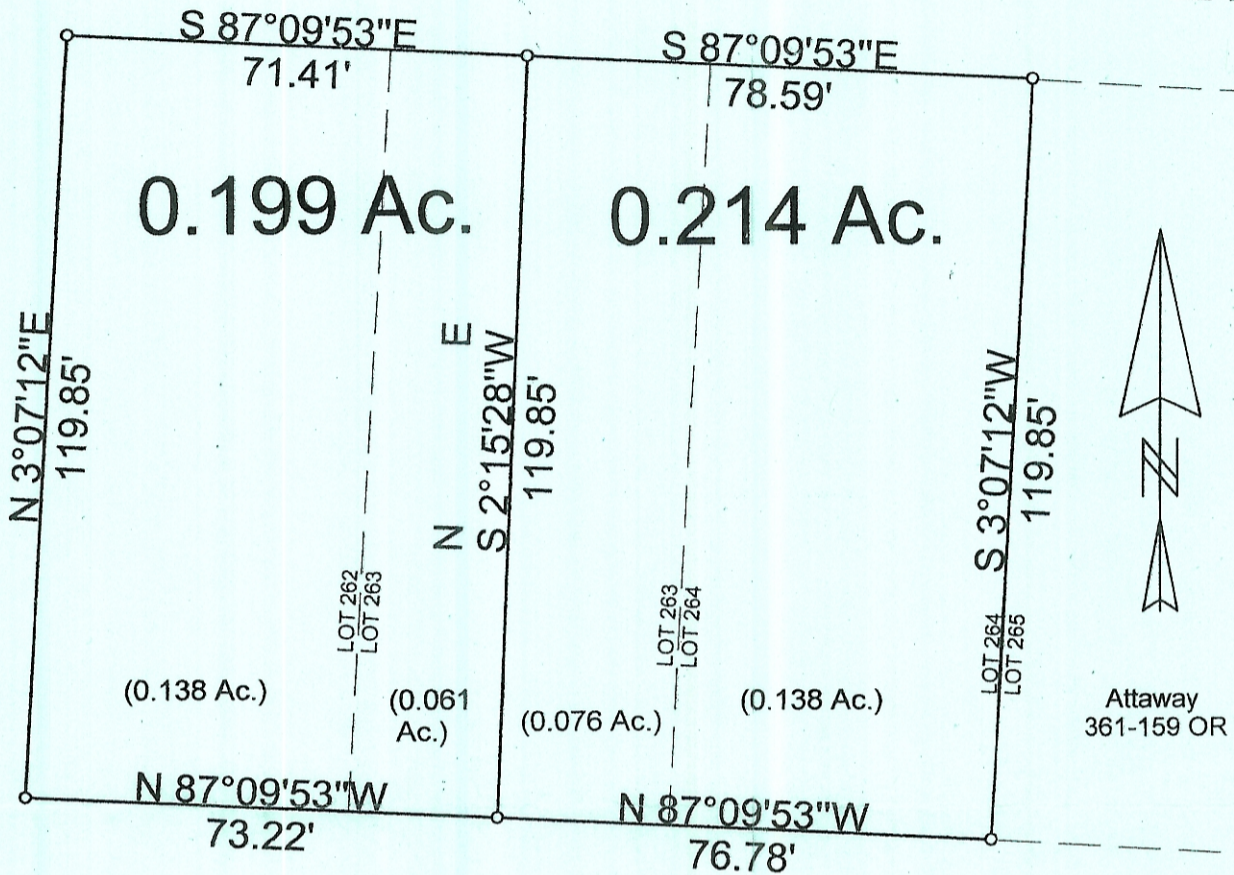 S 87°09'53"E
71.41'
S 87°09'53"E
78.59'
0.199 Ac.
0.214 Ac.
N 3°07'12"E
119.85'
N E
S 2°15'28"W
119.85'
S 3°07'12"W
119.85'
N
LOT 262
LOT 263
LOT 263
LOT 264
LOT 264
LOT 265
(0.138 Ac.)
(0.061
Ac.)
(0.076 Ac.)
(0.138 Ac.)
Attaway
361-159 OR
N 87°09'53"W
73.22'
N 87°09'53"W
76.78'